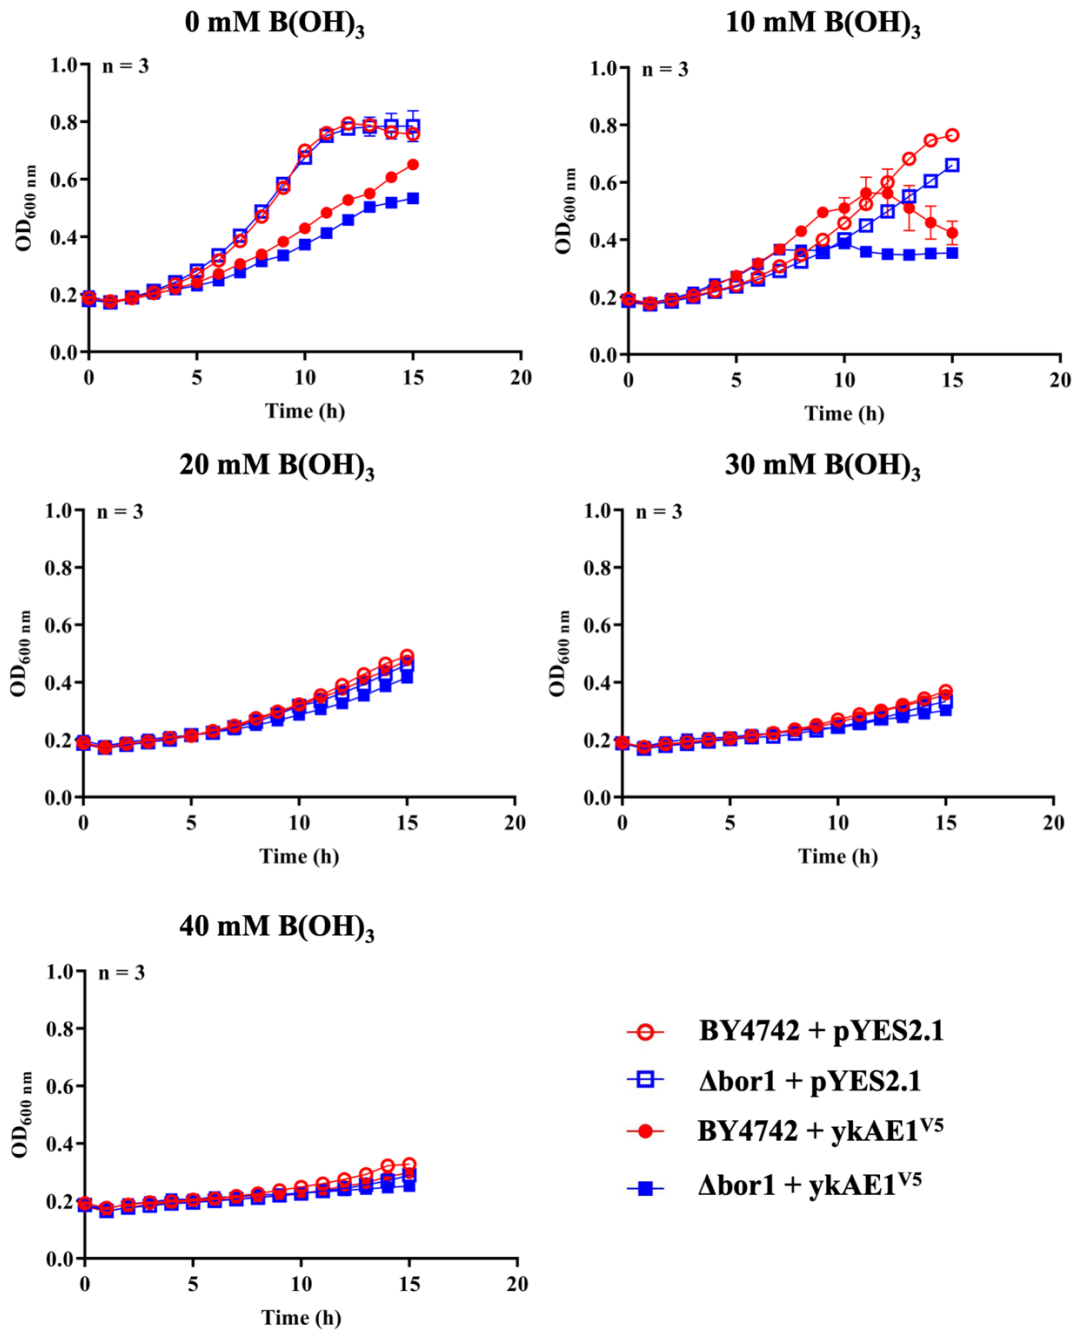 0 mM B(OH)3
n = 3
1.0
0.8
0.6
0.4
0.2
0.0
OD600 nm
0 5 10 15 20
Time (h)
10 mM B(OH)3
n = 3
1.0
0.8
0.6
0.4
0.2
0.0
OD600 nm
0 5 10 15 20
Time (h)
20 mM B(OH)3
n = 3
1.0
0.8
0.6
0.4
0.2
0.0
OD600 nm
0 5 10 15 20
Time (h)
30 mM B(OH)3
n = 3
1.0
0.8
0.6
0.4
0.2
0.0
OD600 nm
0 5 10 15 20
Time (h)
40 mM B(OH)3
n = 3
1.0
0.8
0.6
0.4
0.2
0.0
OD600 nm
0 5 10 15 20
Time (h)
BY4742 + pYES2.1
Δbor1 + pYES2.1
BY4742 + ykAE1V5
Δbor1 + ykAE1V5